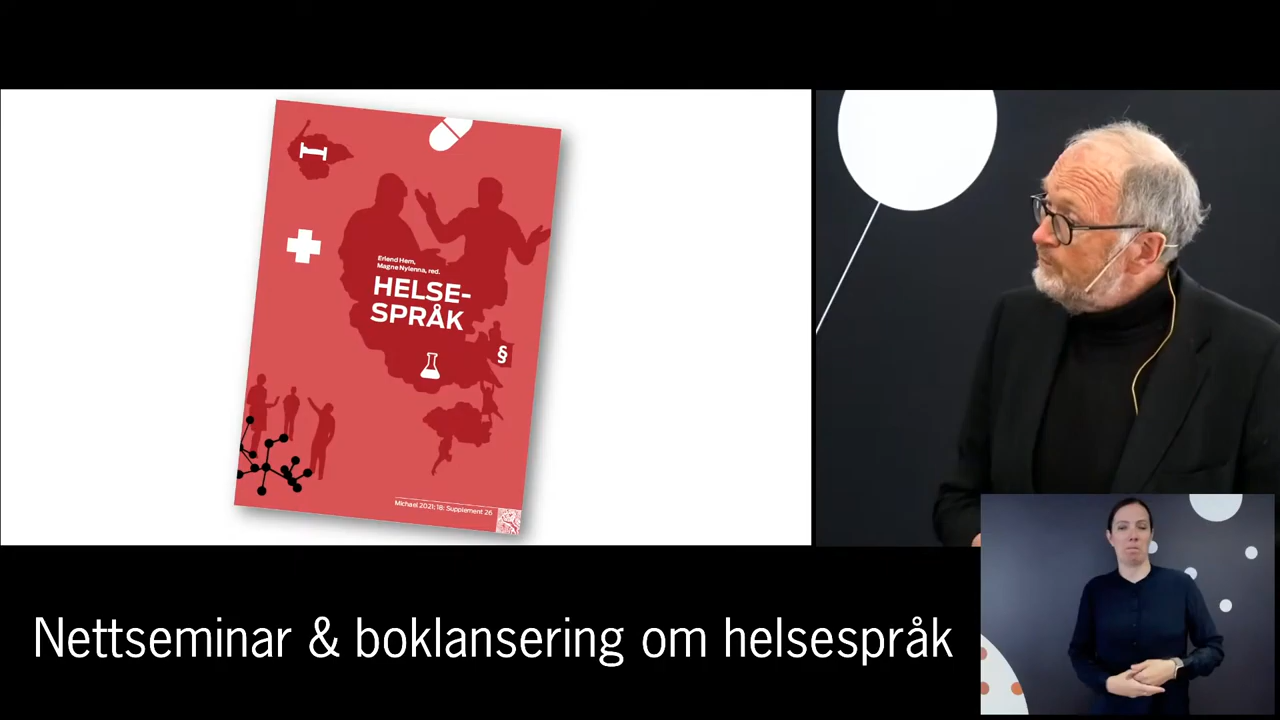 Erlend Hem,
Magne Nylenna, red.
HELSE-
SPRÅK
§
Michael 2021; 18: Supplement 26
Nettseminar & boklansering om helsespråk